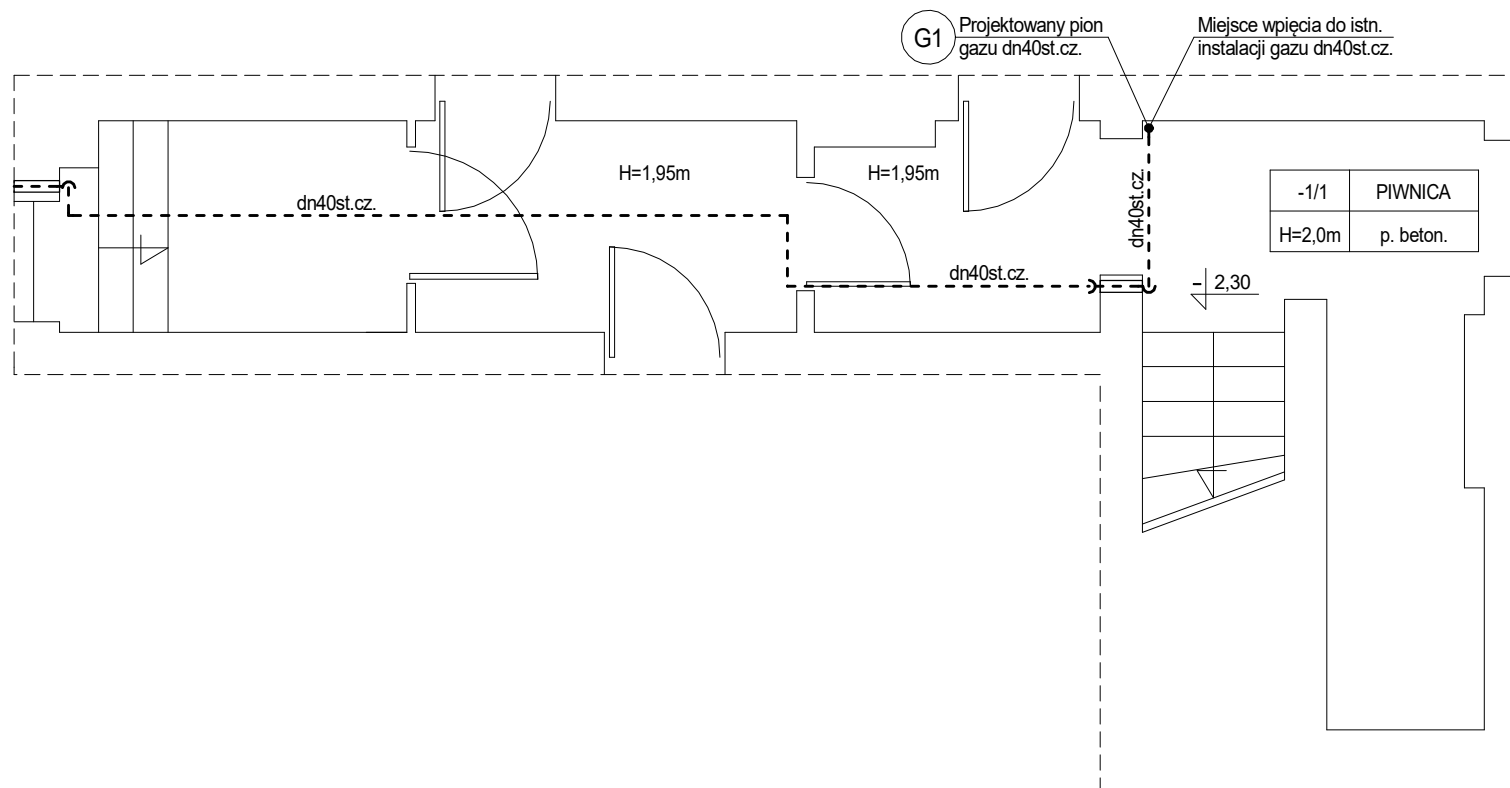 G1
Projektowany pion
gazu dn40st.cz.
Miejsce wpięcia do istn.
instalacji gazu dn40st.cz.
H=1,95m
H=1,95m
dn40st.cz.
dn40st.cz.
dn40st.cz.
-1/1 PIWNICA
H=2,0m p. beton.
- 2,30